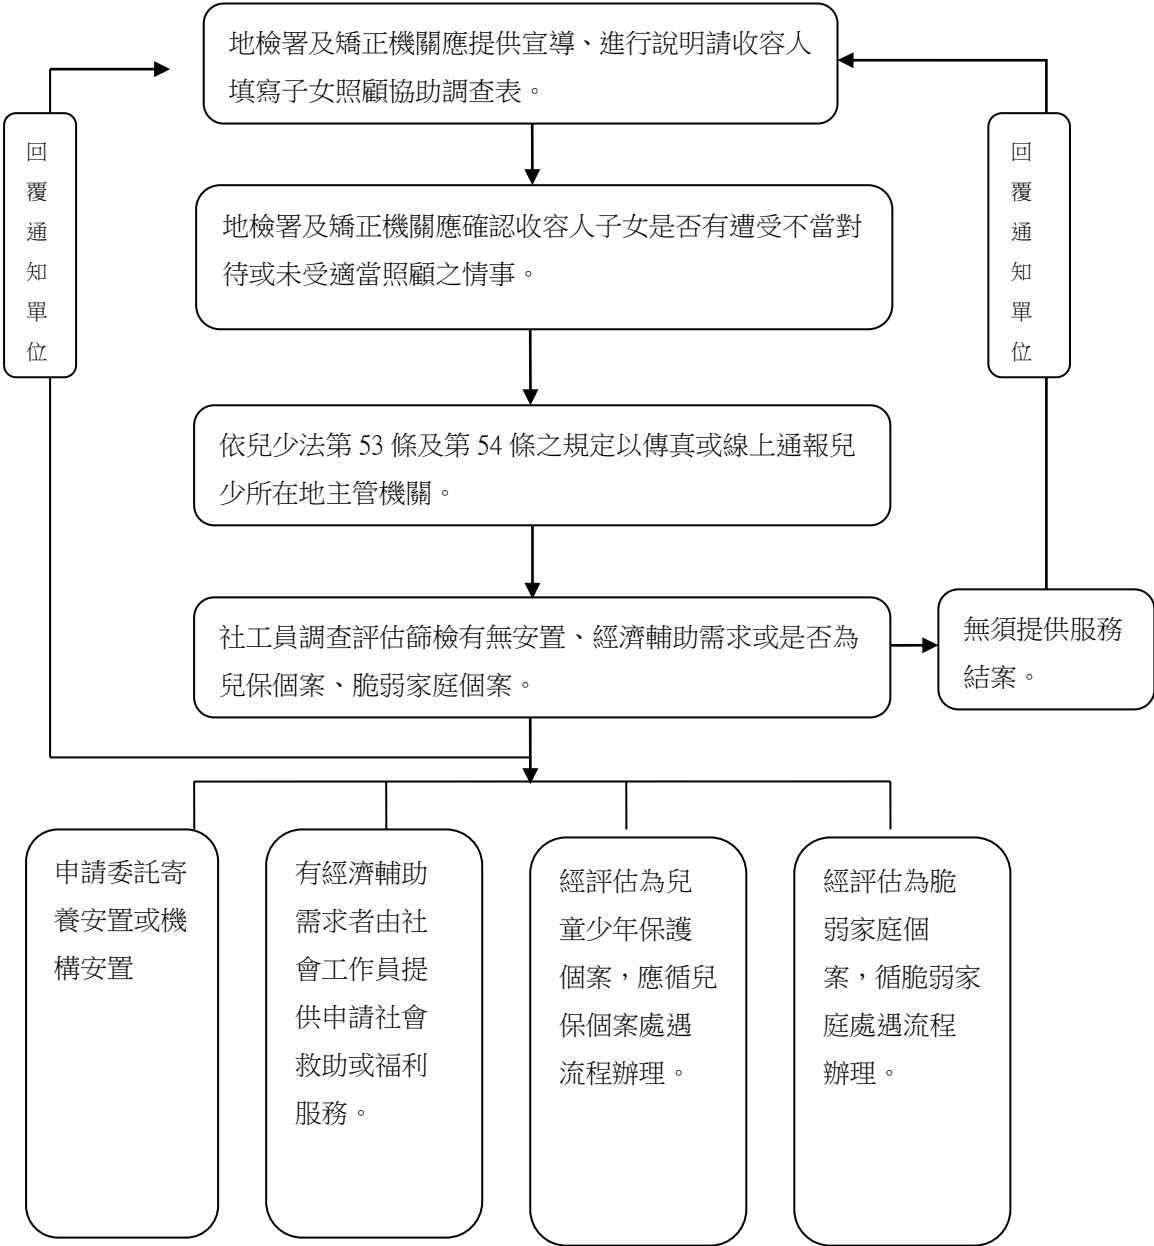 地檢署及矯正機關應提供宣導、進行說明請收容人
填寫子女照顧協助調查表。
回
覆
通
知
單
位
回
覆
通
知
單
位
地檢署及矯正機關應確認收容人子女是否有遭受不當對
待或未受適當照顧之情事。
依兒少法第 53 條及第 54 條之規定以傳真或線上通報兒
少所在地主管機關。
社工員調查評估篩檢有無安置、經濟輔助需求或是否為
兒保個案、脆弱家庭個案。
無須提供服務
結案。
申請委託寄
養安置或機
構安置
有經濟輔助
需求者由社
會工作員提
供申請社會
救助或福利
服務。
經評估為兒
童少年保護
個案，應循兒
保個案處遇
流程辦理。
經評估為脆
弱家庭個
案，循脆弱家
庭處遇流程
辦理。